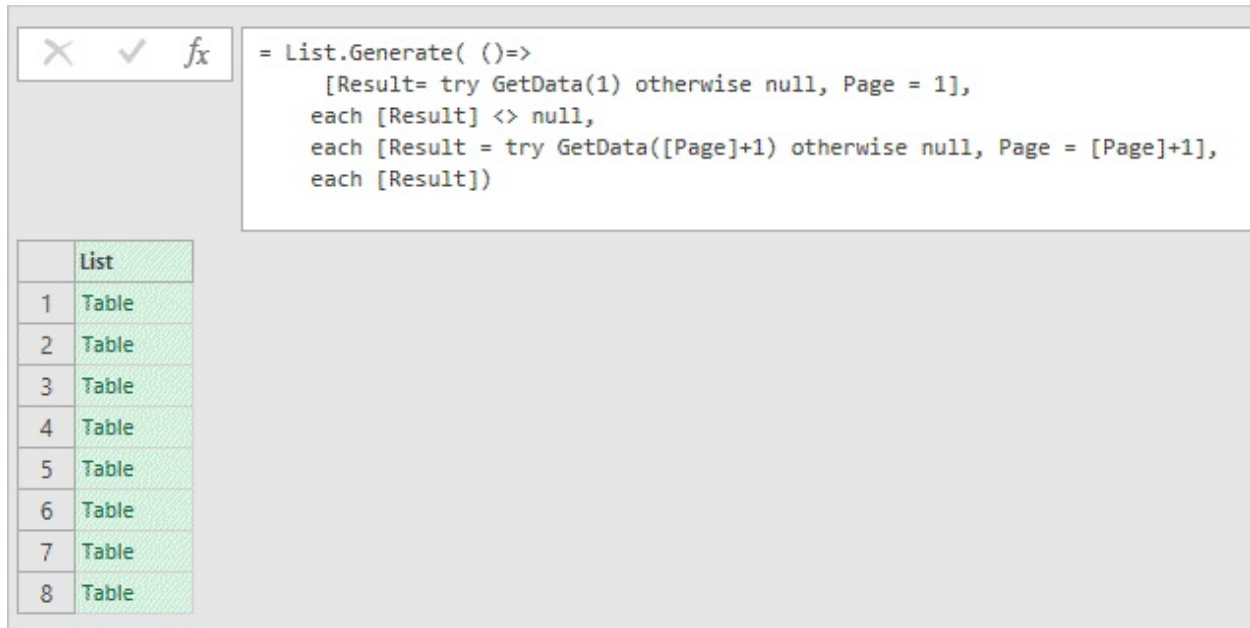 fx
= List.Generate( ()=>
[Result= try GetData(1) otherwise null, Page = 1],
each [Result] <> null,
each [Result = try GetData([Page]+1) otherwise null, Page = [Page]+1],
each [Result])
List
1 Table
2 Table
3 Table
4 Table
5 Table
6 Table
7 Table
8 Table